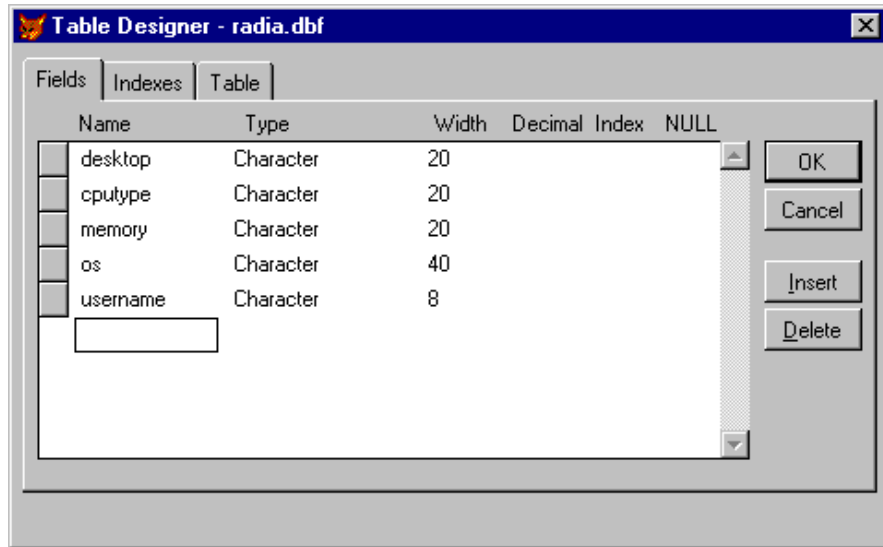 Table Designer - radia.dbf
Fields Indexes Table
Name Type Width Decimal Index NULL
desktop Character 20
cputype Character 20
memory Character 20
os Character 40
username Character 8
OK
Cancel
Insert
Delete